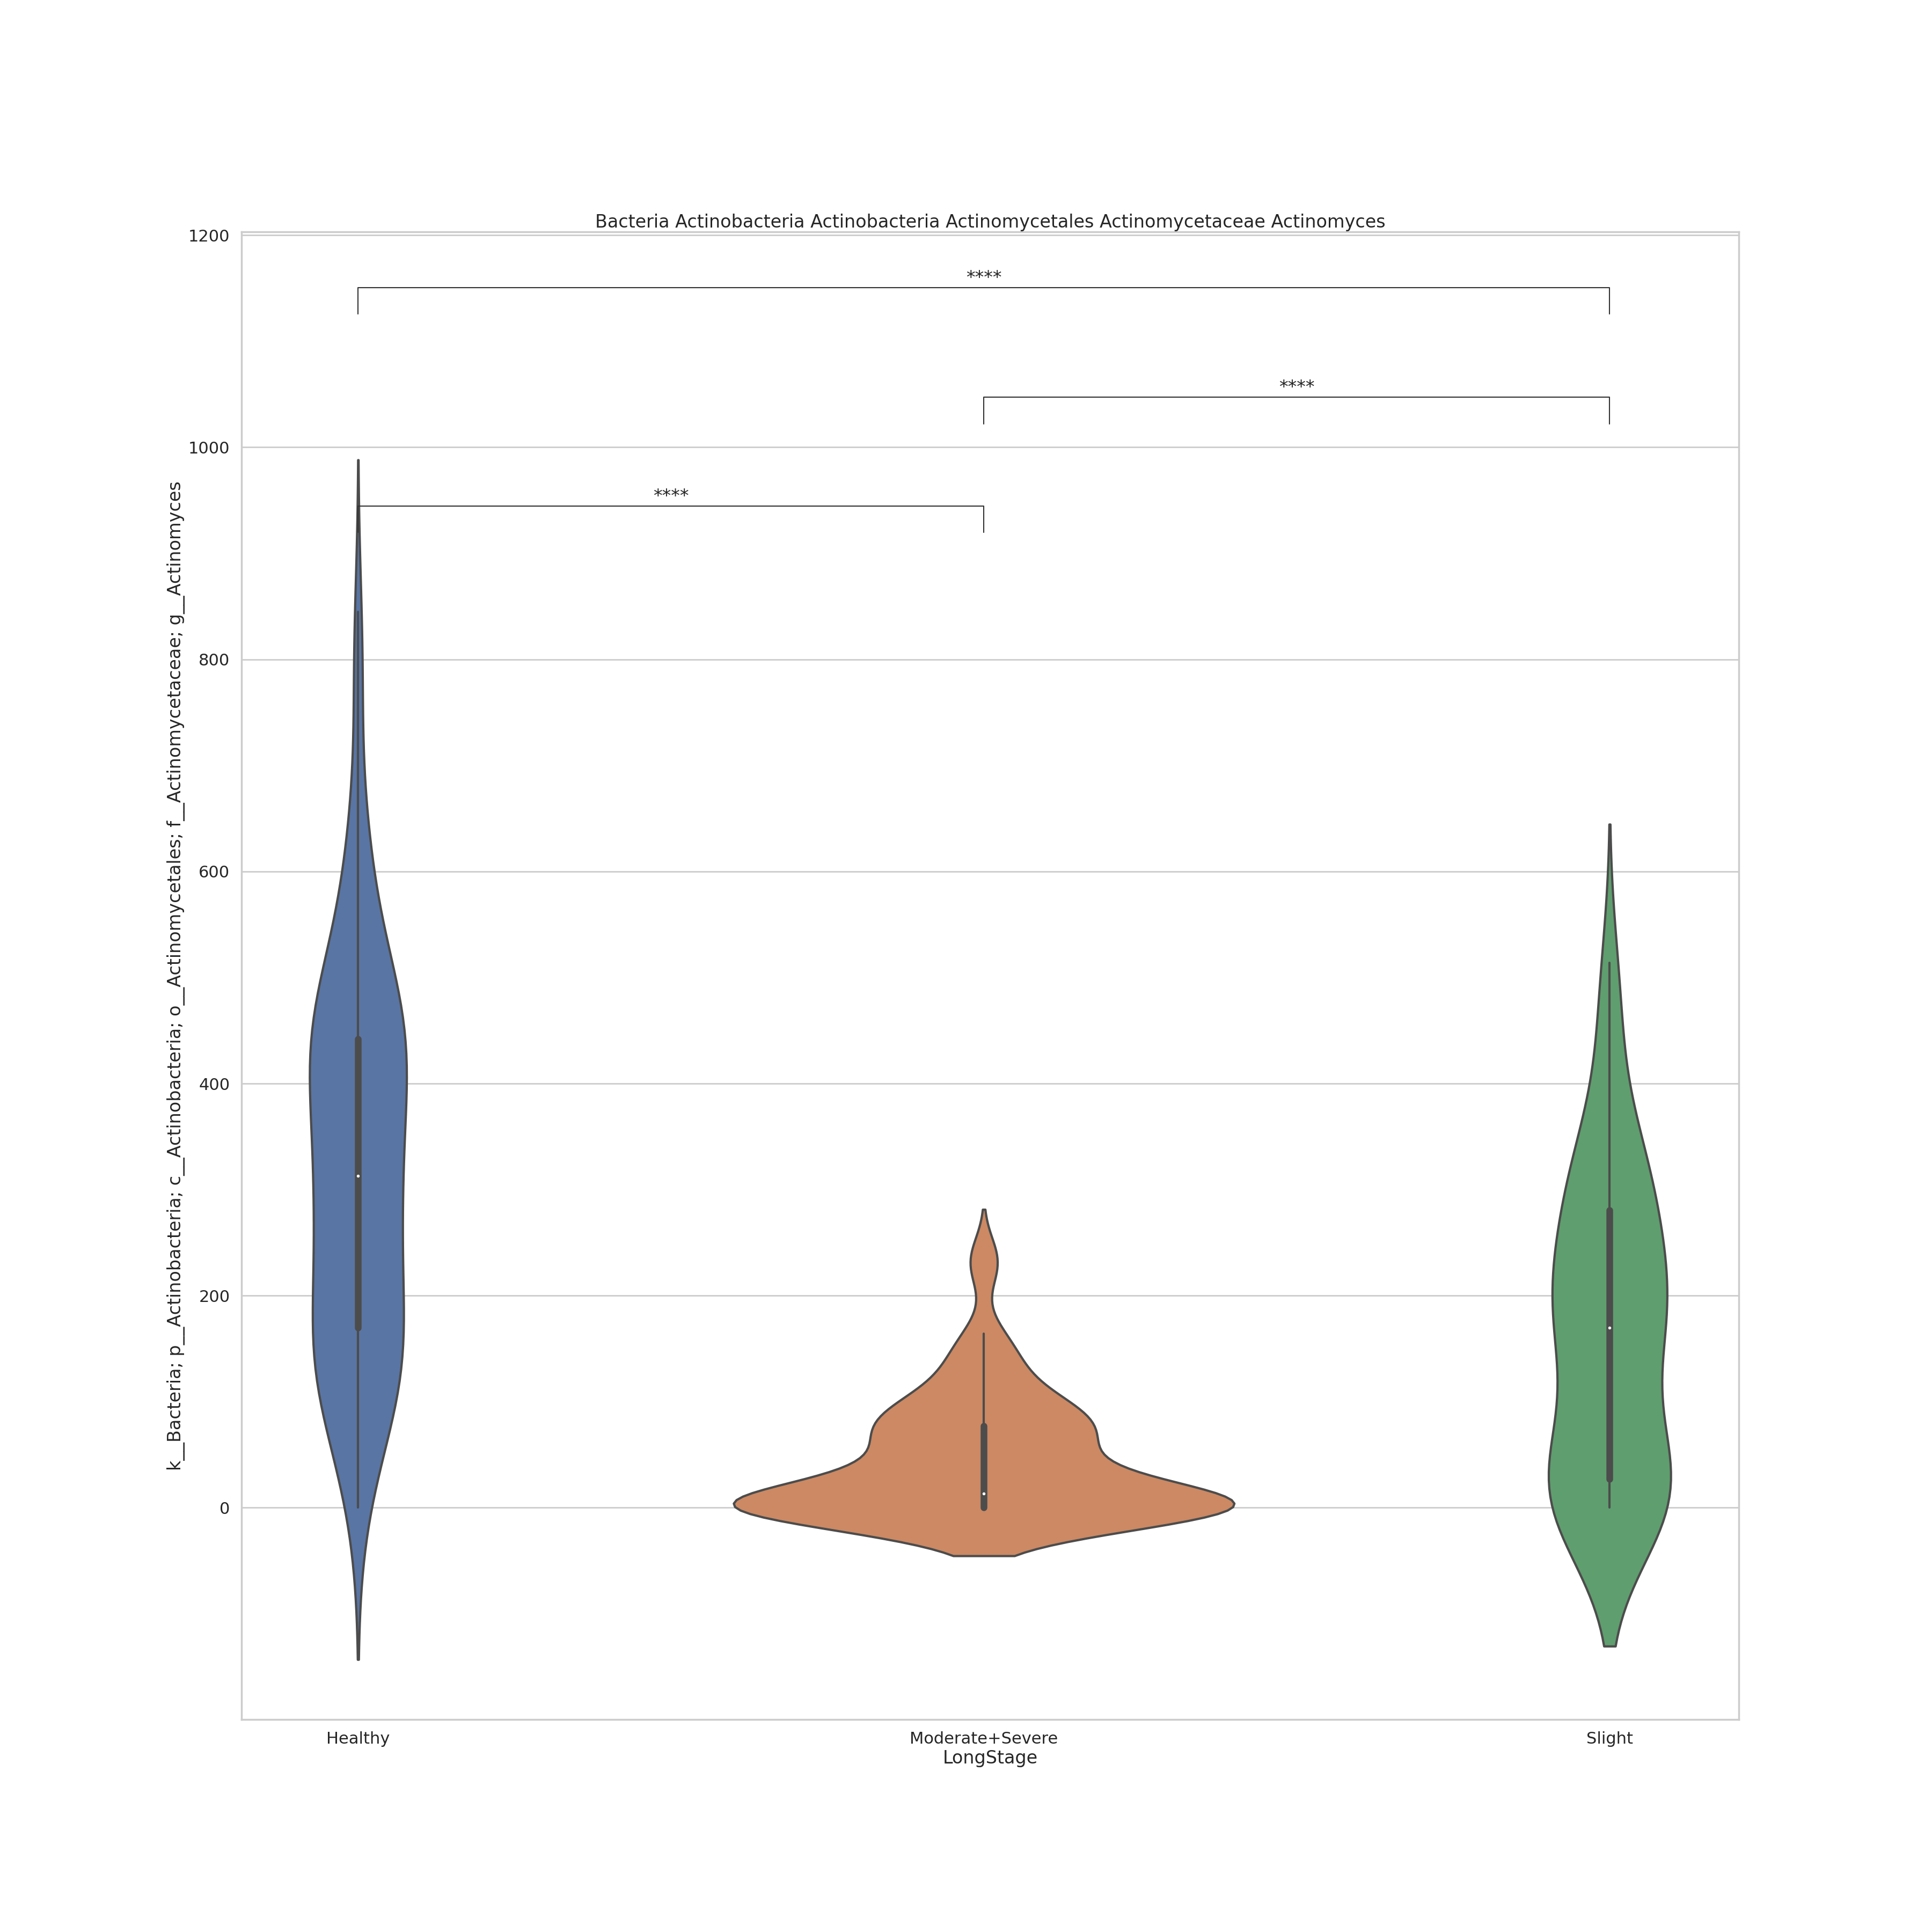 Bacteria Actinobacteria Actinobacteria Actinomycetales Actinomycetaceae Actinomyces
k__Bacteria; p__Actinobacteria; c__Actinobacteria; o__Actinomycetales; f__Actinomycetaceae; g__Actinomyces
1200
1000
800
600
400
200
0
****
****
****
Healthy
Moderate+Severe
Slight
LongStage